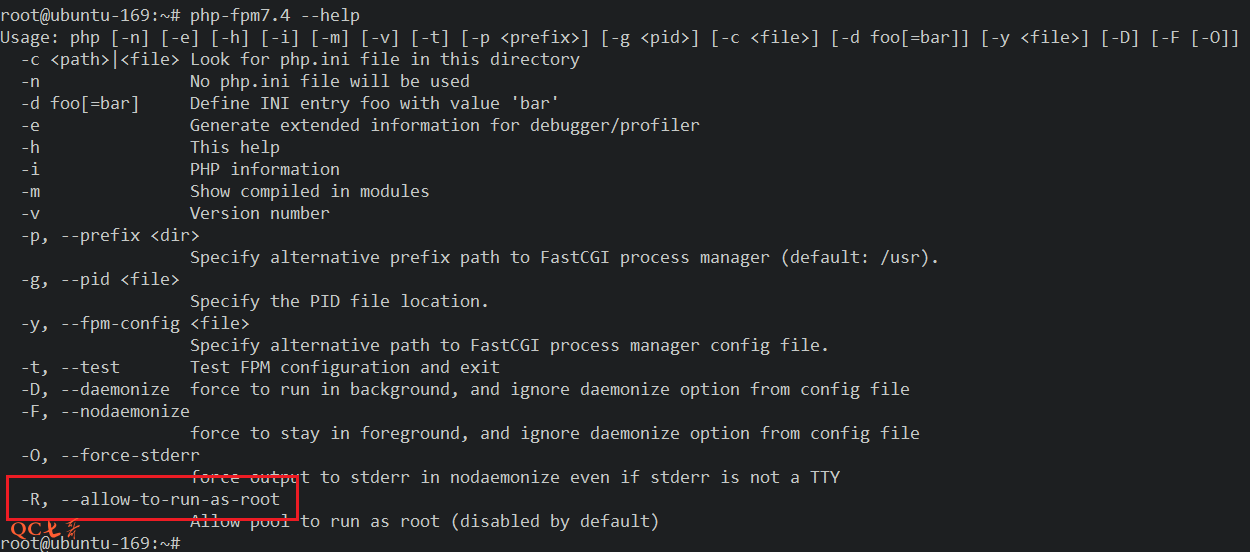 root@ubuntu-169:~# php-fpm7.4 --help
Usage: php [-n] [-e] [-h] [-i] [-m] [-v] [-t] [-p <prefix>] [-g <pid>] [-c <file>] [-d foo[=bar]] [-y <file>] [-D] [-F [-O]]
  -c <path>|<file> Look for php.ini file in this directory
  -n               No php.ini file will be used
  -d foo[=bar]     Define INI entry foo with value 'bar'
  -e               Generate extended information for debugger/profiler
  -h               This help
  -i               PHP information
  -m               Show compiled in modules
  -v               Version number
  -p, --prefix <dir>
                   Specify alternative prefix path to FastCGI process manager (default: /usr).
  -g, --pid <file>
                   Specify the PID file location.
  -y, --fpm-config <file>
                   Specify alternative path to FastCGI process manager config file.
  -t, --test       Test FPM configuration and exit
  -D, --daemonize  force to run in background, and ignore daemonize option from config file
  -F, --nodaemonize
                   force to stay in foreground, and ignore daemonize option from config file
  -O, --force-stderr
                   force output to stderr in nodaemonize even if stderr is not a TTY
  -R, --allow-to-run-as-root
                   Allow pool to run as root (disabled by default)
QC七哥
root@ubuntu-169:~#